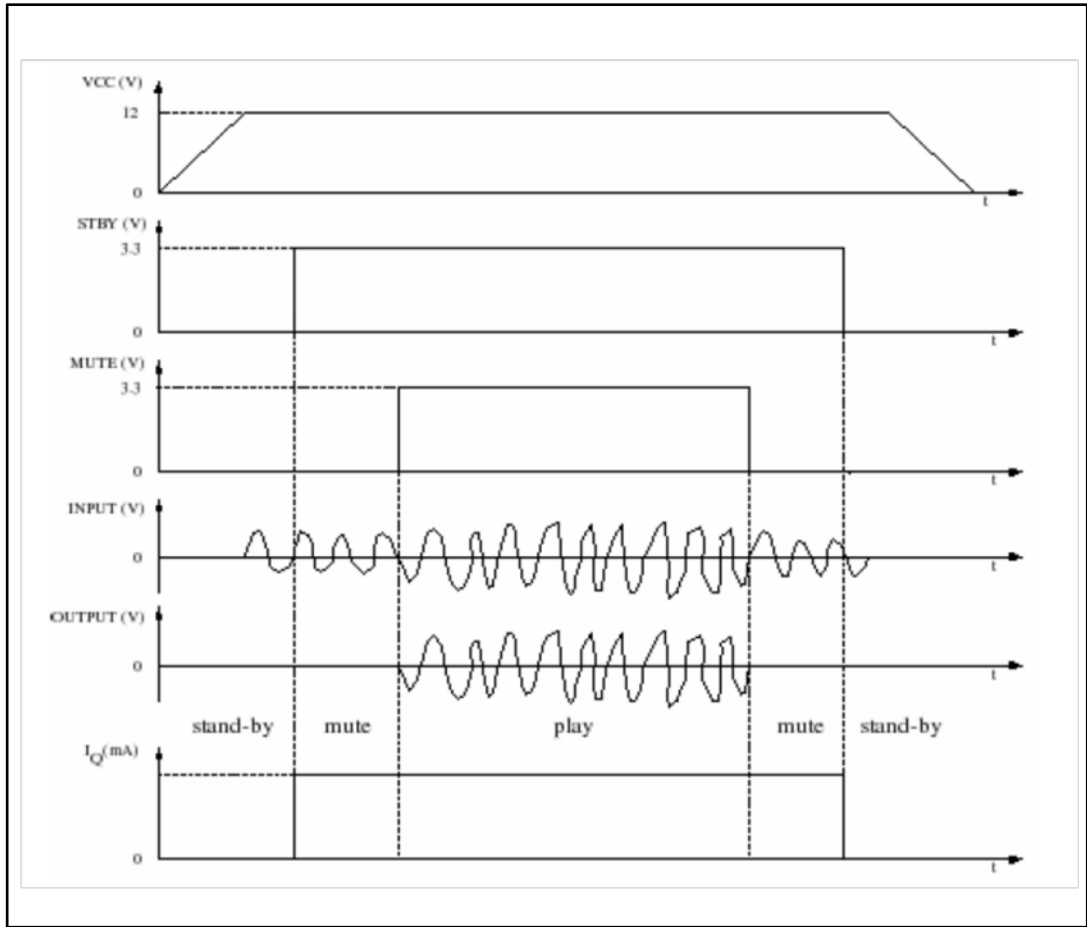 VCC (V)
12
0
t
STBY (V)
3.3
0
t
MUTE (V)
3.3
0
t
INPUT (V)
0
t
OUTPUT (V)
0
t
stand-by mute play mute stand-by
IQ(mA)
0
t